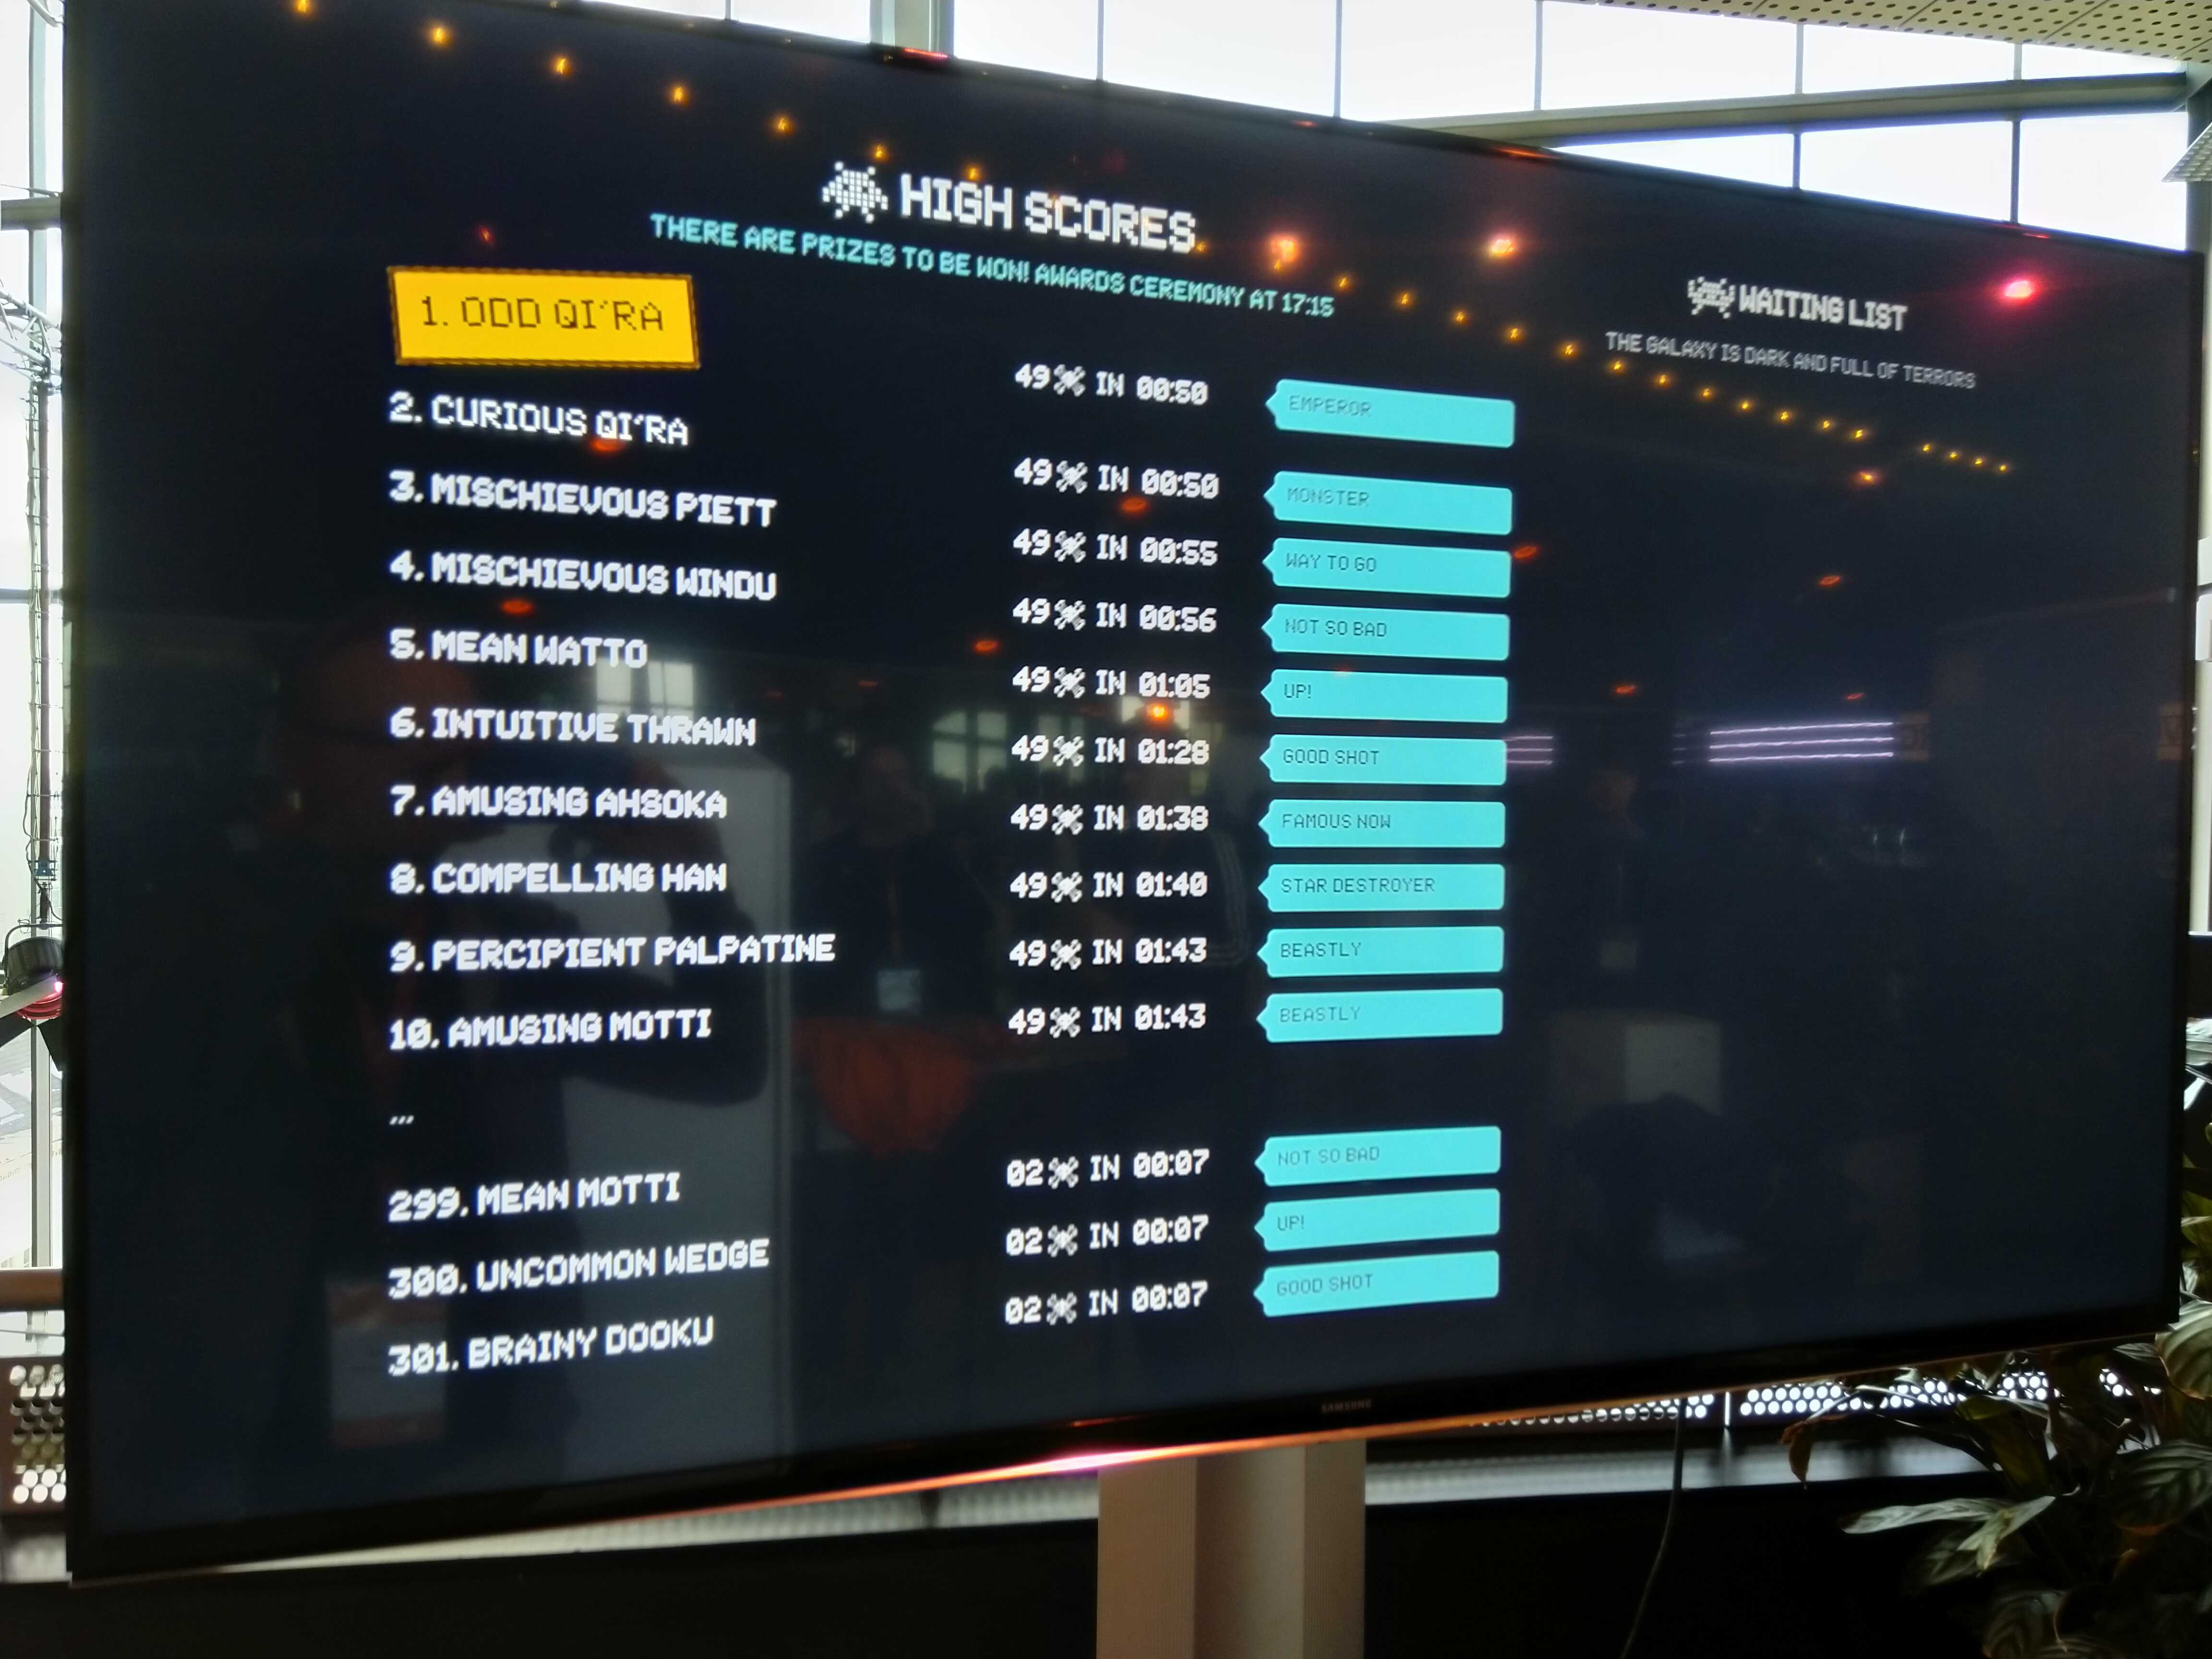 HIGH SCORES
THERE ARE PRIZES TO BE WON! AWARDS CEREMONY AT 17:15
1. ODD QI'RA 49 IN 00:50 EMPEROR
2. CURIOUS QI'RA 49 IN 00:50 MONSTER
3. MISCHIEVOUS PIETT 49 IN 00:55 WAY TO GO
4. MISCHIEVOUS WINDU 49 IN 00:56 NOT SO BAD
5. MEAN WATTO 49 IN 01:05 UP!
6. INTUITIVE THRAWN 49 IN 01:28 GOOD SHOT
7. AMUSING AHSOKA 49 IN 01:38 FAMOUS NOW
8. COMPELLING HAN 49 IN 01:40 STAR DESTROYER
9. PERCIPIENT PALPATINE 49 IN 01:43 BEASTLY
10. AMUSING MOTTI 49 IN 01:43 BEASTLY
...
299. MEAN MOTTI 02 IN 00:07 NOT SO BAD
300. UNCOMMON WEDGE 02 IN 00:07 UP!
301. BRAINY DOOKU 02 IN 00:07 GOOD SHOT
WAITING LIST
THE GALAXY IS DARK AND FULL OF TERRORS
SAMSUNG